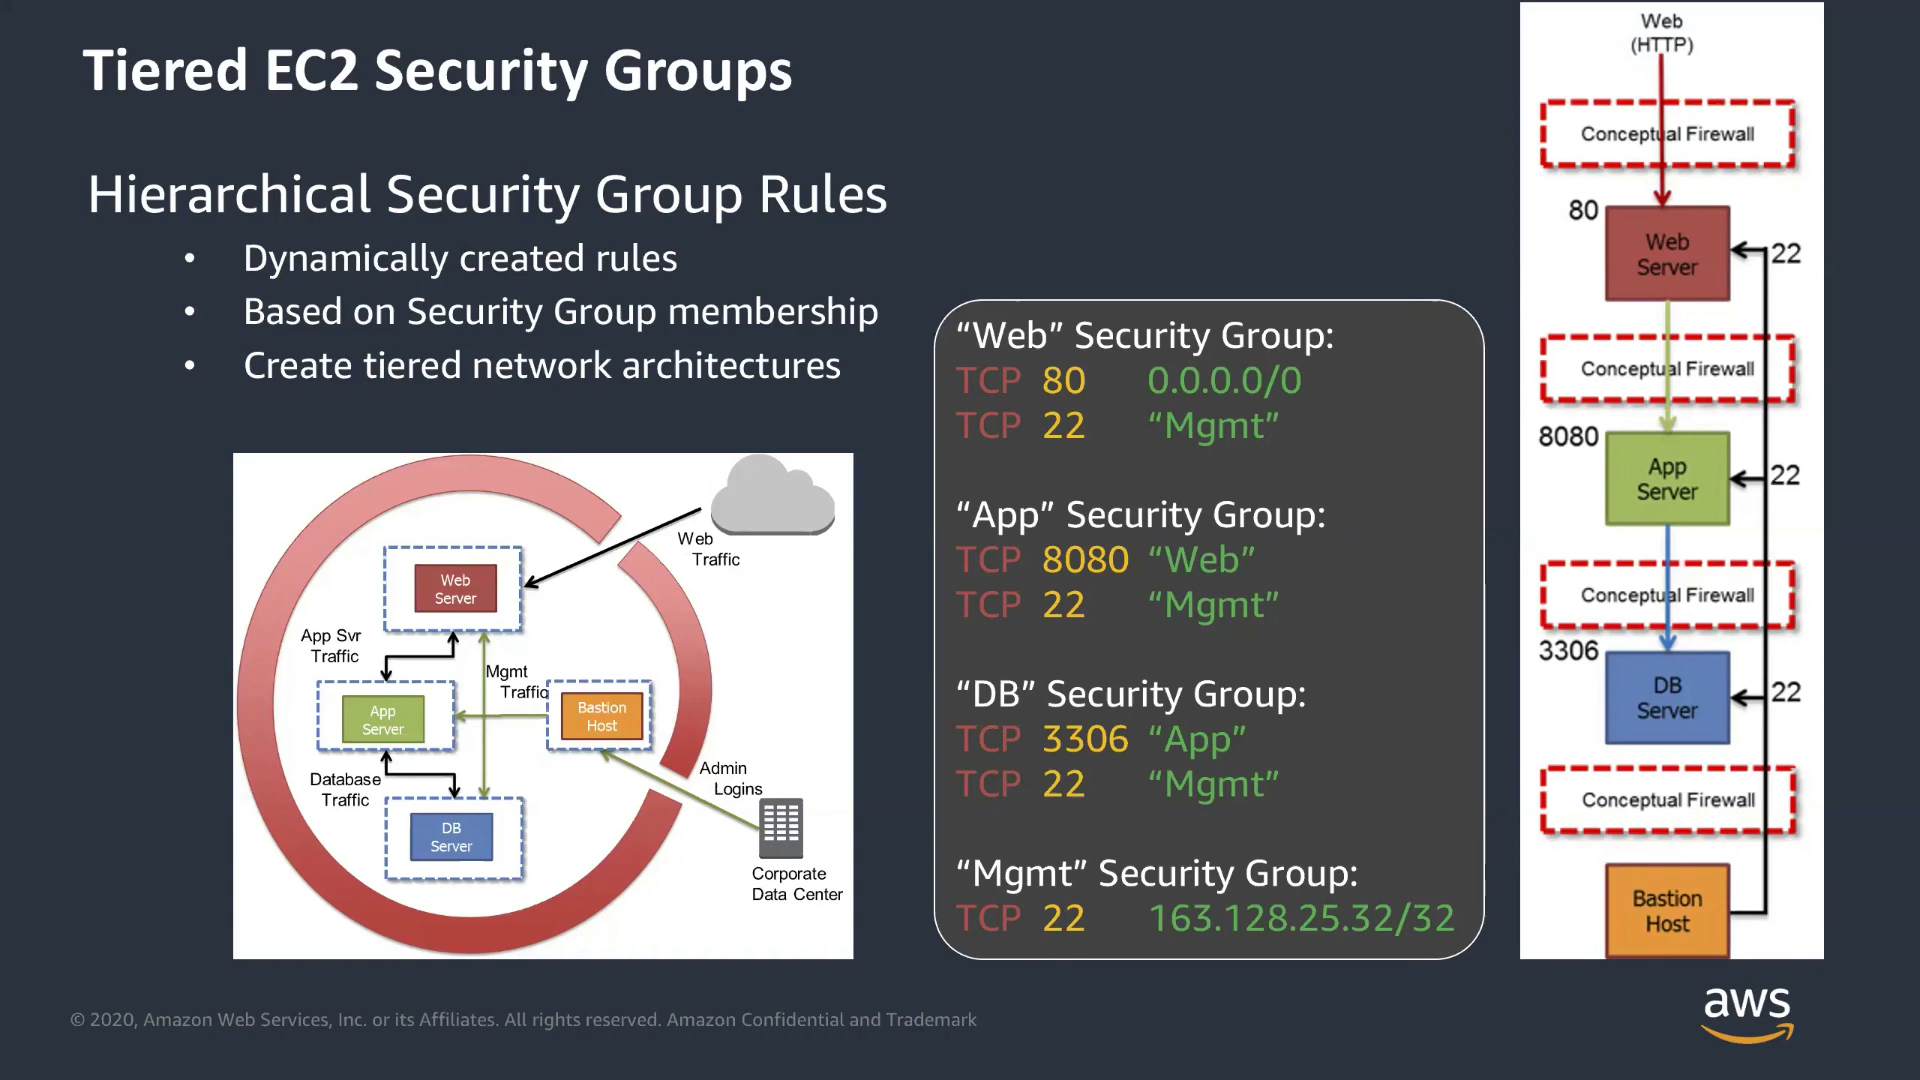 Tiered EC2 Security Groups
Hierarchical Security Group Rules
• Dynamically created rules
• Based on Security Group membership
• Create tiered network architectures
Web
Traffic
Web
Server
App Svr
Traffic
Mgmt
Traffic
App
Server
Bastion
Host
Database
Traffic
Admin
Logins
DB
Server
Corporate
Data Center
“Web” Security Group:
TCP 80 0.0.0.0/0
TCP 22 “Mgmt”
“App” Security Group:
TCP 8080 “Web”
TCP 22 “Mgmt”
“DB” Security Group:
TCP 3306 “App”
TCP 22 “Mgmt”
“Mgmt” Security Group:
TCP 22 163.128.25.32/32
Web
(HTTP)
Conceptual Firewall
80
Web
Server
22
Conceptual Firewall
8080
App
Server
22
Conceptual Firewall
3306
DB
Server
22
Conceptual Firewall
Bastion
Host
© 2020, Amazon Web Services, Inc. or its Affiliates. All rights reserved. Amazon Confidential and Trademark
aws